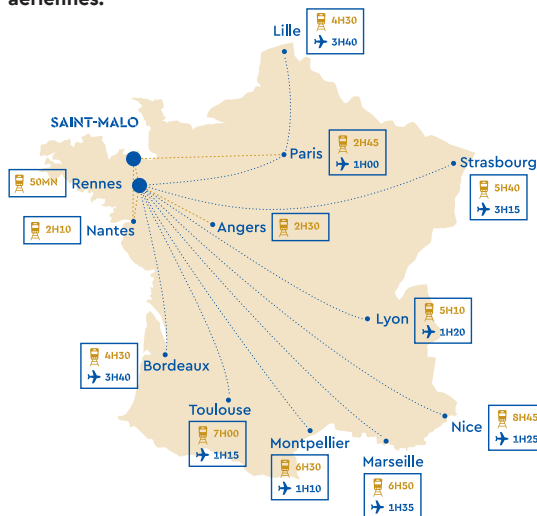 aériennes.
Lille
4H30
3H40
SAINT-MALO
Paris
2H45
1H00
Strasbourg
5H40
3H15
50MN
Rennes
2H10
Nantes
Angers
2H30
Lyon
5H10
1H20
4H30
3H40
Bordeaux
Toulouse
7H00
1H15
Montpellier
6H30
1H10
Marseille
6H50
1H35
Nice
8H45
1H25